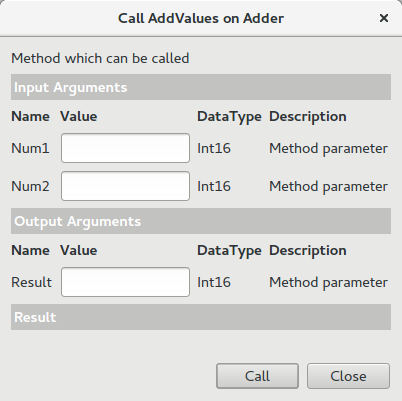 Call AddValues on Adder
Method which can be called
Input Arguments
Name Value DataType Description
Num1 Int16 Method parameter
Num2 Int16 Method parameter
Output Arguments
Name Value DataType Description
Result Int16 Method parameter
Result
Call Close